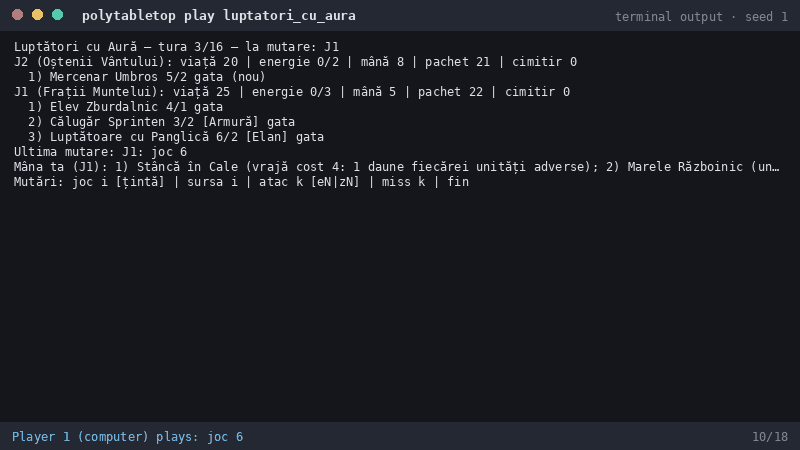 polytabletop play luptatori_cu_aura
terminal output · seed 1
Luptători cu Aură — tura 3/16 — la mutare: J1
J2 (Oștenii Vântului): viață 20 | energie 0/2 | mână 8 | pachet 21 | cimitir 0
1) Mercenar Umbros 5/2 gata (nou)
J1 (Frații Muntelui): viață 25 | energie 0/3 | mână 5 | pachet 22 | cimitir 0
1) Elev Zburdalnic 4/1 gata
2) Călugăr Sprinten 3/2 [Armură] gata
3) Luptătoare cu Panglică 6/2 [Elan] gata
Ultima mutare: J1: joc 6
Mâna ta (J1): 1) Stâncă în Cale (vrajă cost 4: 1 daune fiecărei unități adverse); 2) Marele Războinic (un…
Mutări: joc i [țintă] | sursa i | atac k [eN|zN] | miss k | fin
Player 1 (computer) plays: joc 6
10/18